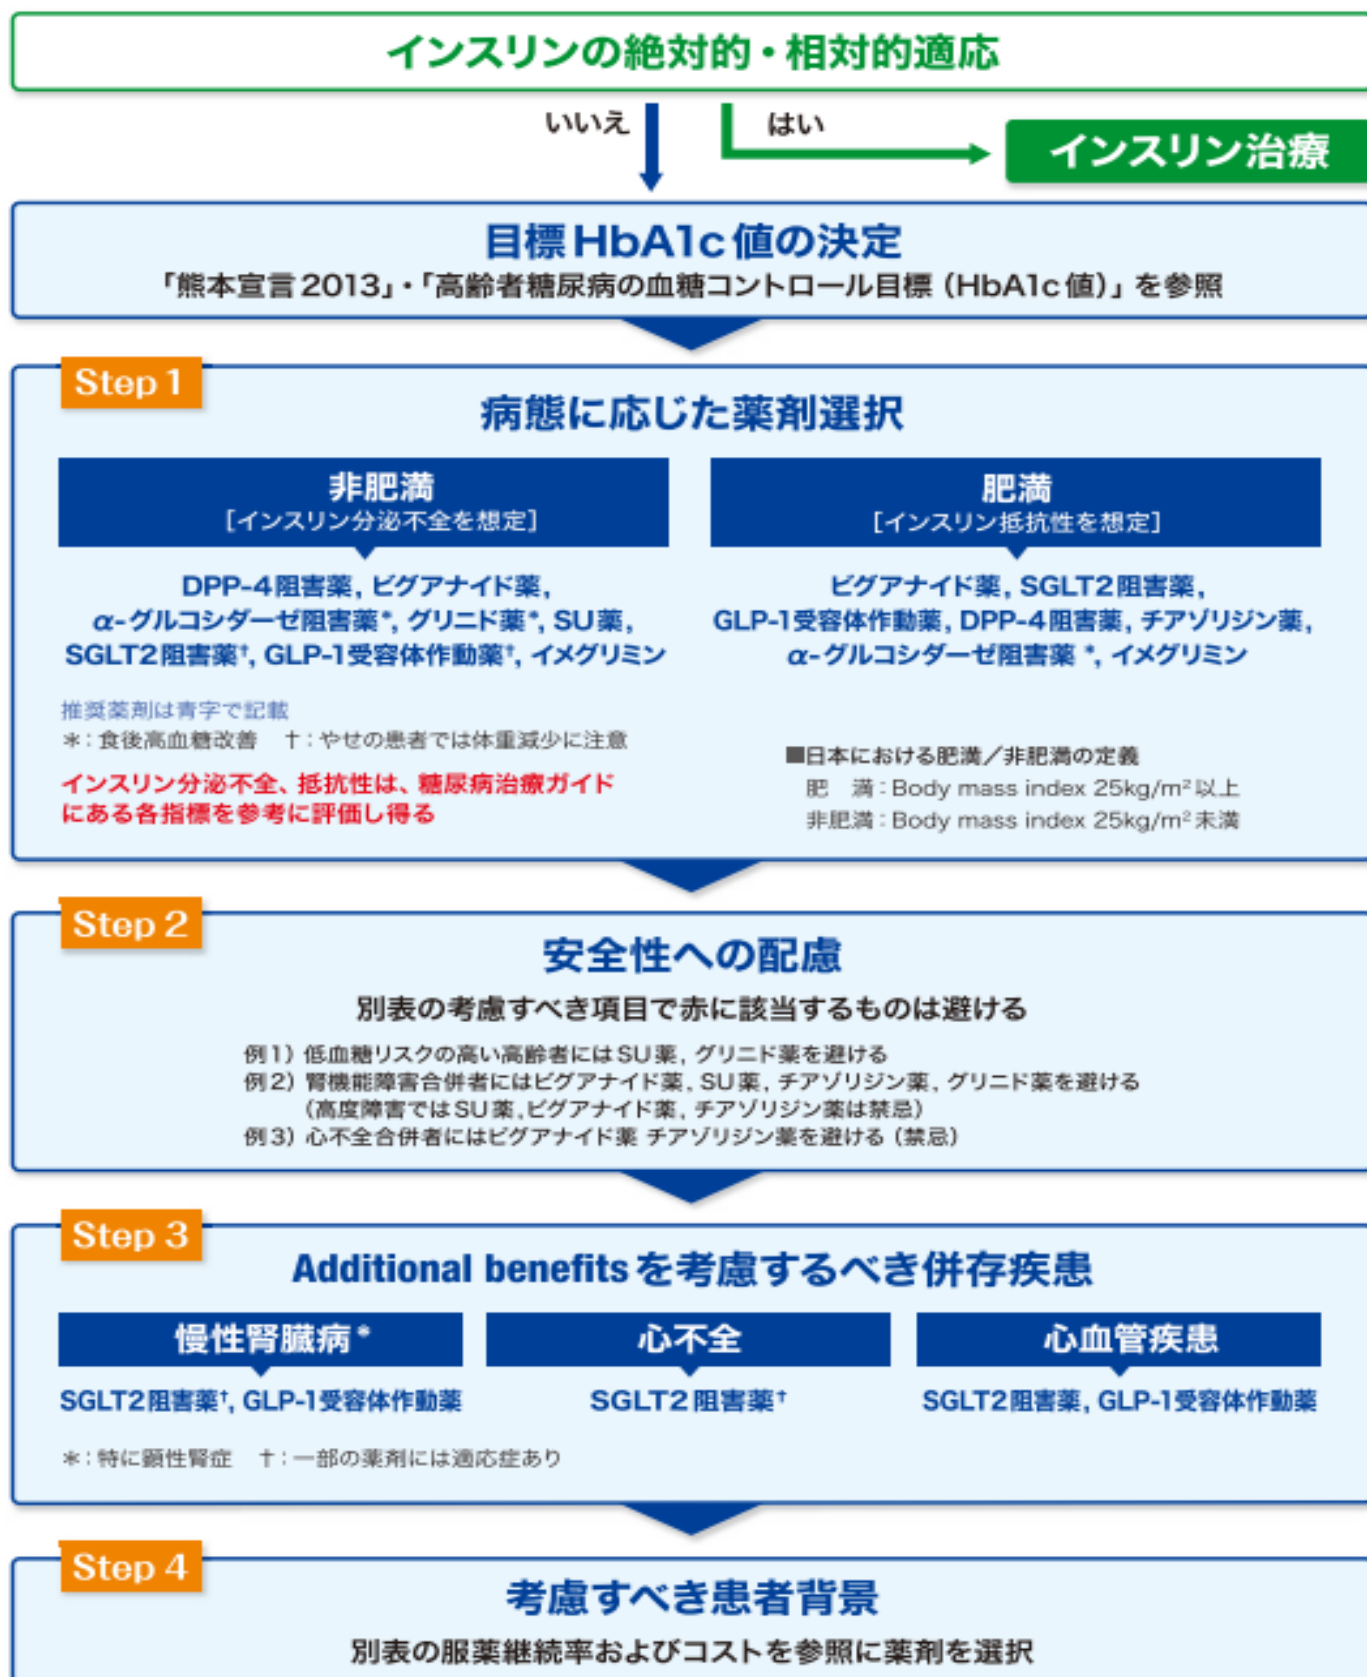 インスリンの絶対的・相対的適応
いいえ
はい
インスリン治療
目標HbA1c値の決定
「熊本宣言2013」・「高齢者糖尿病の血糖コントロール目標（HbA1c値）」を参照
Step 1
病態に応じた薬剤選択
非肥満
［インスリン分泌不全を想定］
DPP-4阻害薬, ビグアナイド薬,
α-グルコシダーゼ阻害薬*, グリニド薬*, SU薬,
SGLT2阻害薬†, GLP-1受容体作動薬†, イメグリミン
肥満
［インスリン抵抗性を想定］
ビグアナイド薬, SGLT2阻害薬,
GLP-1受容体作動薬, DPP-4阻害薬, チアゾリジン薬,
α-グルコシダーゼ阻害薬 *, イメグリミン
推奨薬剤は青字で記載
＊：食後高血糖改善　†：やせの患者では体重減少に注意
インスリン分泌不全、抵抗性は、糖尿病治療ガイド
にある各指標を参考に評価し得る
■日本における肥満／非肥満の定義
肥　満：Body mass index 25kg/m²以上
非肥満：Body mass index 25kg/m²未満
Step 2
安全性への配慮
別表の考慮すべき項目で赤に該当するものは避ける
例1）低血糖リスクの高い高齢者にはSU薬, グリニド薬を避ける
例2）腎機能障害合併者にはビグアナイド薬, SU薬, チアゾリジン薬, グリニド薬を避ける
（高度障害ではSU薬, ビグアナイド薬, チアゾリジン薬は禁忌）
例3）心不全合併者にはビグアナイド薬 チアゾリジン薬を避ける（禁忌）
Step 3
Additional benefitsを考慮するべき併存疾患
慢性腎臓病*
SGLT2阻害薬†, GLP-1受容体作動薬
心不全
SGLT2阻害薬†
心血管疾患
SGLT2阻害薬, GLP-1受容体作動薬
＊：特に顕性腎症　†：一部の薬剤には適応症あり
Step 4
考慮すべき患者背景
別表の服薬継続率およびコストを参照に薬剤を選択